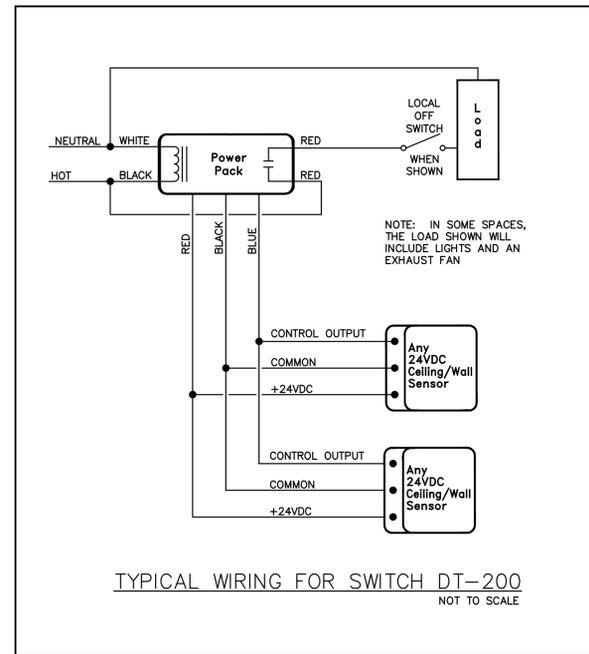 LOCAL
OFF
SWITCH
Load
NEUTRAL WHITE
RED
Power
Pack
WHEN
SHOWN
HOT BLACK
RED
RED
BLACK
BLUE
NOTE: IN SOME SPACES,
THE LOAD SHOWN WILL
INCLUDE LIGHTS AND AN
EXHAUST FAN
CONTROL OUTPUT
COMMON
+24VDC
Any
24VDC
Ceiling/Wall
Sensor
CONTROL OUTPUT
COMMON
+24VDC
Any
24VDC
Ceiling/Wall
Sensor
TYPICAL WIRING FOR SWITCH DT-200
NOT TO SCALE